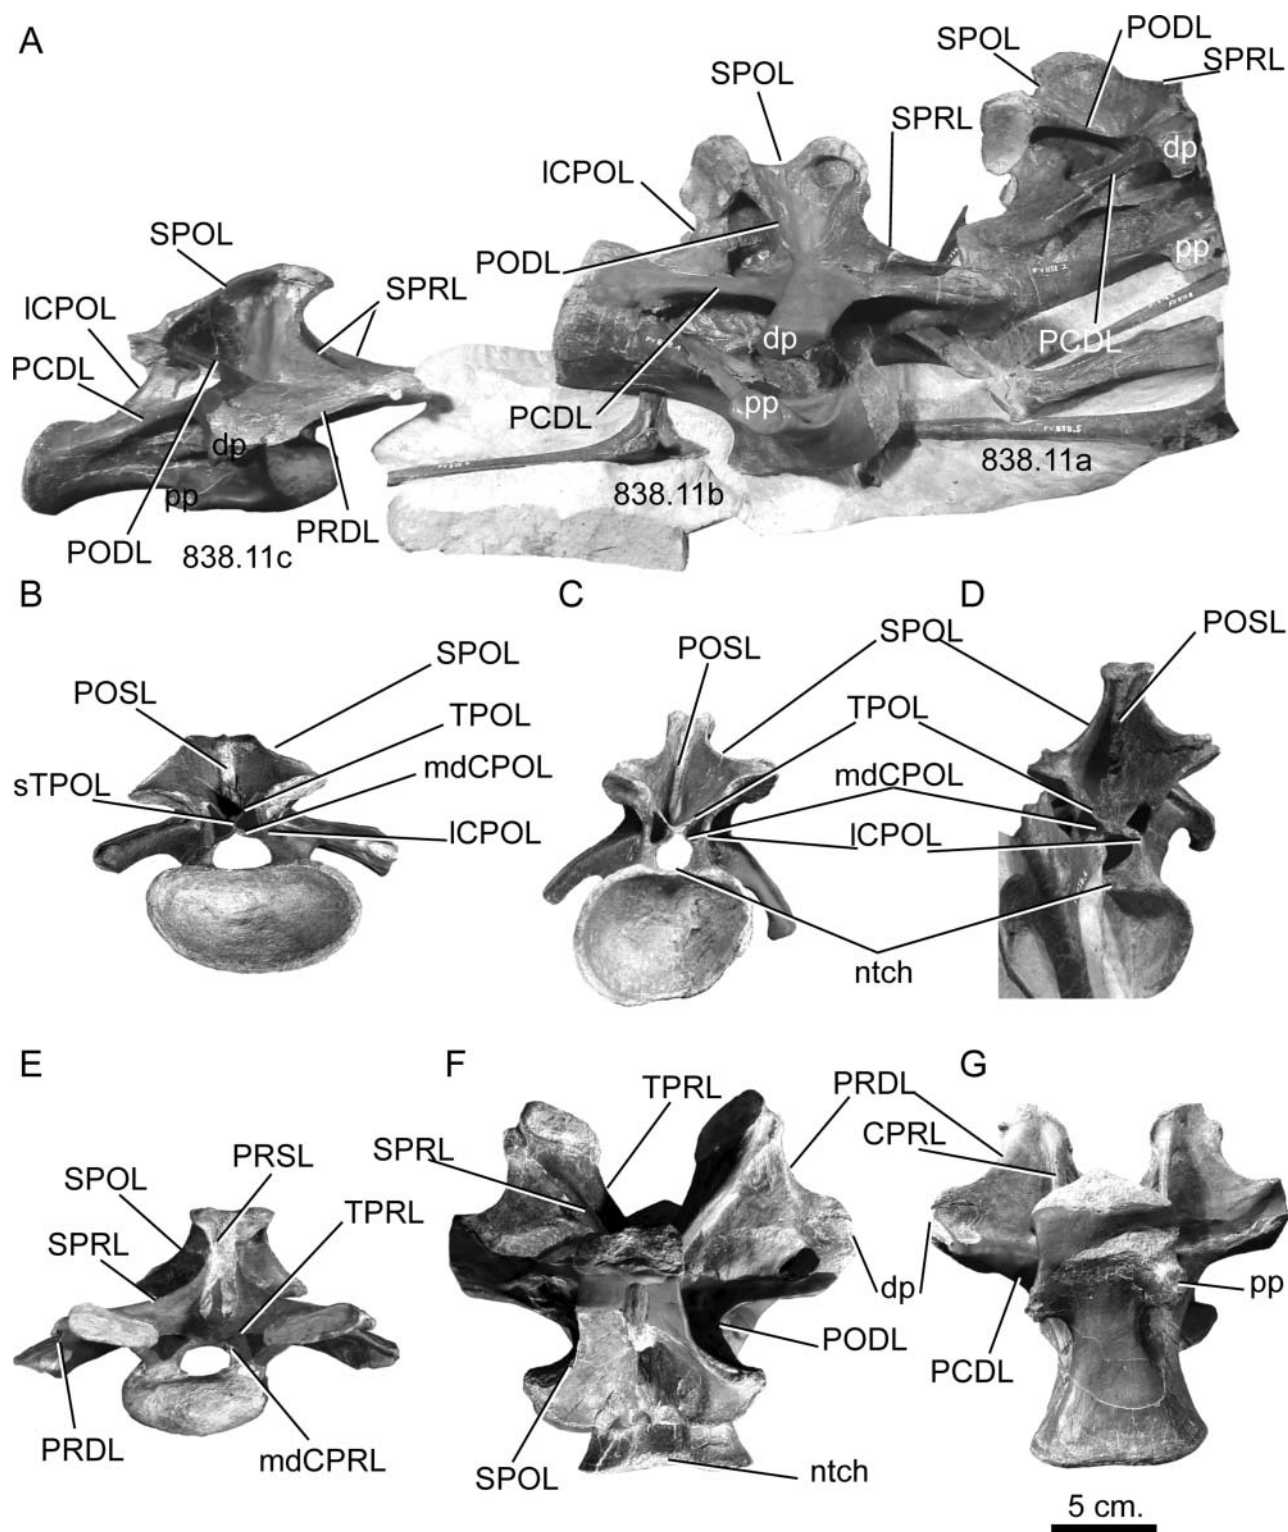 A
SPOL
PODL
SPRL
SPOL
SPRL
dp
lCPOL
SPOL
PODL
pp
SPRL
lCPOL
PCDL
PCDL
dp
PCDL
pp
dp
pp
838.11a
838.11b
PODL
838.11c
PRDL
B
C
D
SPOL
POSL
SPOL
POSL
POSL
TPOL
TPOL
mdCPOL
sTPOL
mdCPOL
lCPOL
lCPOL
ntch
E
F
G
TPRL
PRDL
CPRL
SPRL
PRSL
SPOL
TPRL
SPRL
dp
pp
PODL
PCDL
PRDL
mdCPRL
SPOL
ntch
5 cm.